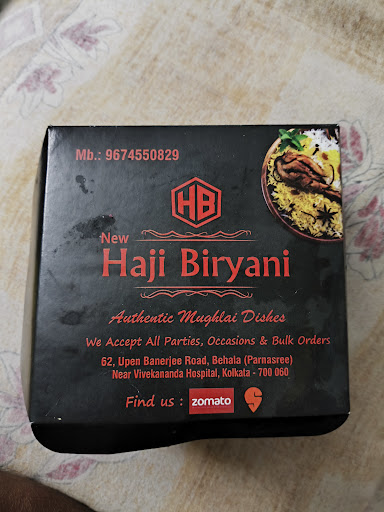 Mb.: 9674550829
HB
New
Haji Biryani
Authentic Mughlai Dishes
We Accept All Parties, Occasions & Bulk Orders
52, Upen Banerjee Road, Behala (Parnasree)
Near Vivekananda Hospital, Kolkata - 700 060
Find us : zomato